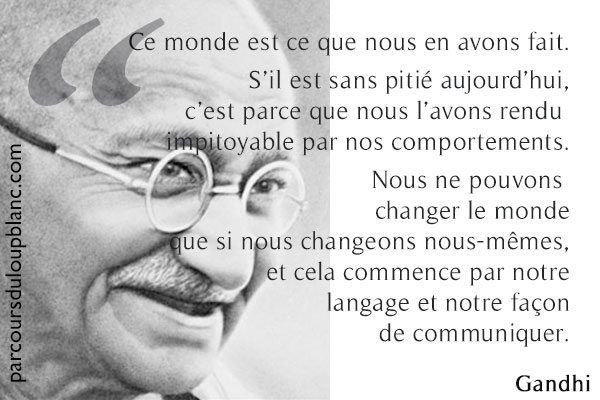 “
Ce monde est ce que nous en avons fait.
S’il est sans pitié aujourd’hui,
c’est parce que nous l’avons rendu
impitoyable par nos comportements.
Nous ne pouvons
changer le monde
que si nous changeons nous-mêmes,
et cela commence par notre
langage et notre façon
de communiquer.
Gandhi
parcoursduloupblanc.com